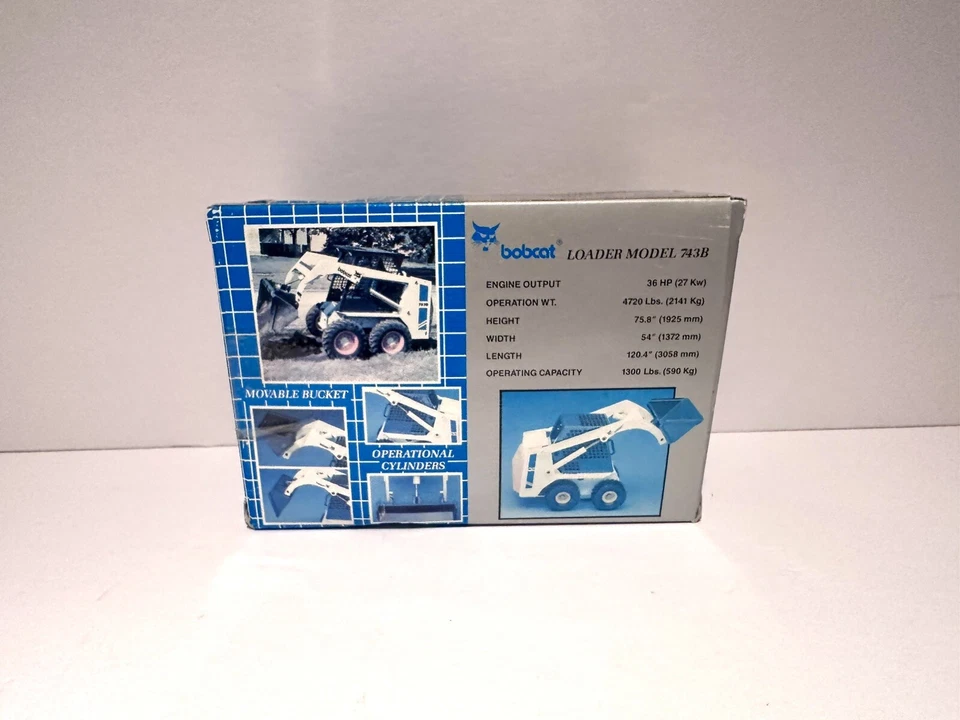 bobcat® LOADER MODEL 743B
ENGINE OUTPUT 36 HP (27 Kw)
OPERATION WT. 4720 Lbs. (2141 Kg)
HEIGHT 75.8" (1925 mm)
WIDTH 54" (1372 mm)
LENGTH 120.4" (3058 mm)
OPERATING CAPACITY 1300 Lbs. (590 Kg)
MOVABLE BUCKET
OPERATIONAL
CYLINDERS
bobcat